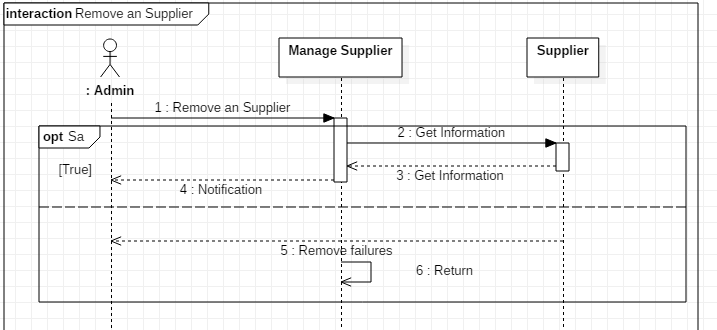 interaction Remove an Supplier
Manage Supplier
Supplier
: Admin
1 : Remove an Supplier
opt Sa
2 : Get Information
[True]
3 : Get Information
4 : Notification
5 : Remove failures
6 : Return